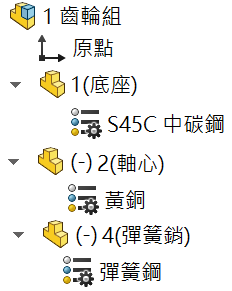 1 齒輪組
原點
1(底座)
S45C 中碳鋼
(-) 2(軸心)
黃銅
(-) 4(彈簧銷)
彈簧鋼